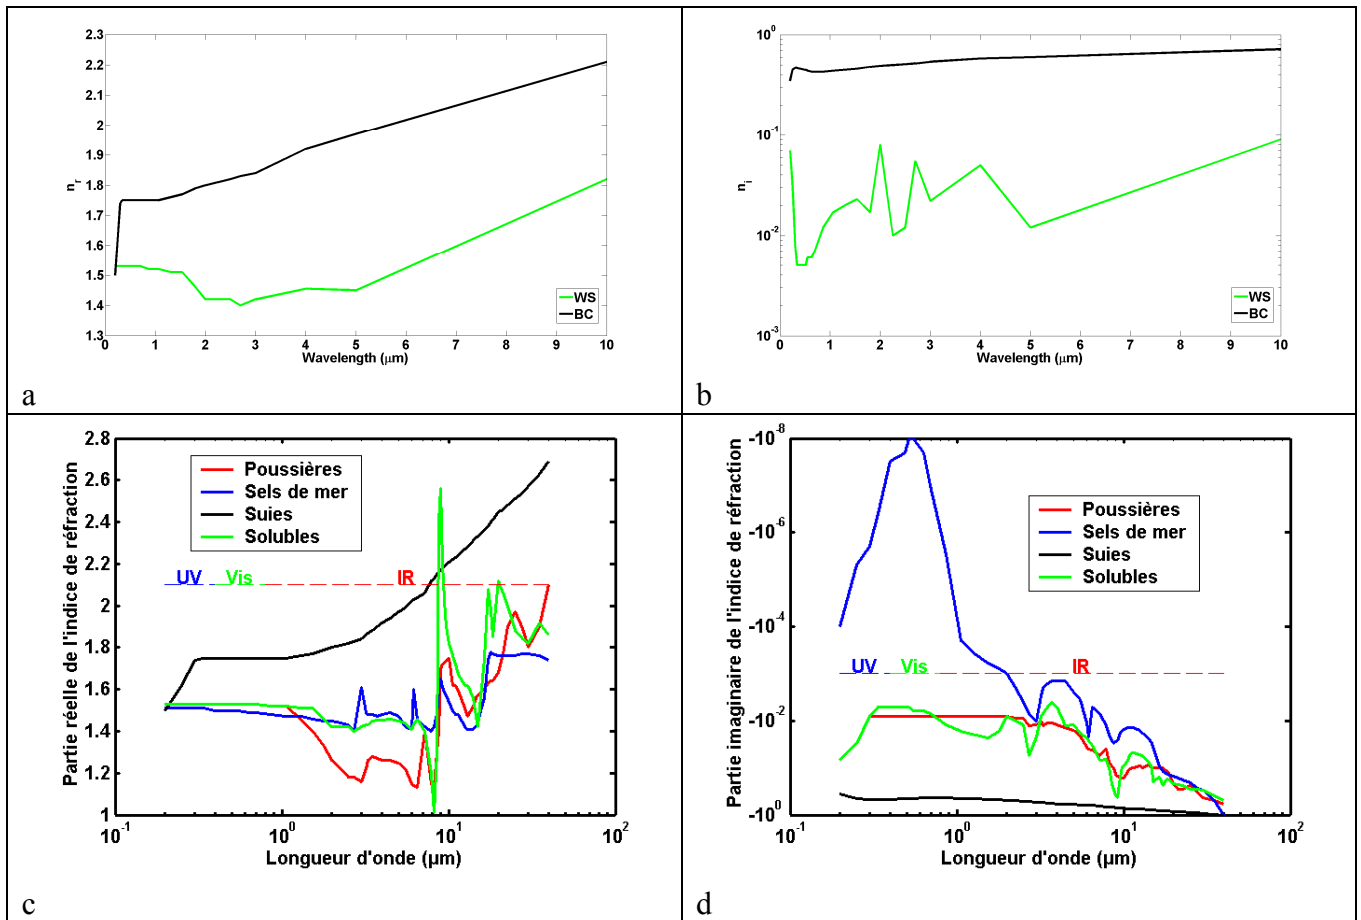 2.3
2.2
2.1
2
1.9
1.8
1.7
1.6
1.5
1.4
1.3
n_r
0 1 2 3 4 5 6 7 8 9 10
Wavelength (μm)
WS
BC
a
10^0
10^-1
10^-2
10^-3
n_i
0 1 2 3 4 5 6 7 8 9 10
Wavelength (μm)
WS
BC
b
2.8
2.6
2.4
2.2
2
1.8
1.6
1.4
1.2
1
Partie réelle de l'indice de réfraction
Poussières
Sels de mer
Suies
Solubles
UV Vis IR
10^-1 10^0 10^1 10^2
Longueur d'onde (μm)
c
-10^-8
-10^-6
-10^-4
-10^-2
-10^0
Partie imaginaire de l'indice de réfraction
Poussières
Sels de mer
Suies
Solubles
UV Vis IR
10^-1 10^0 10^1 10^2
Longueur d'onde (μm)
d